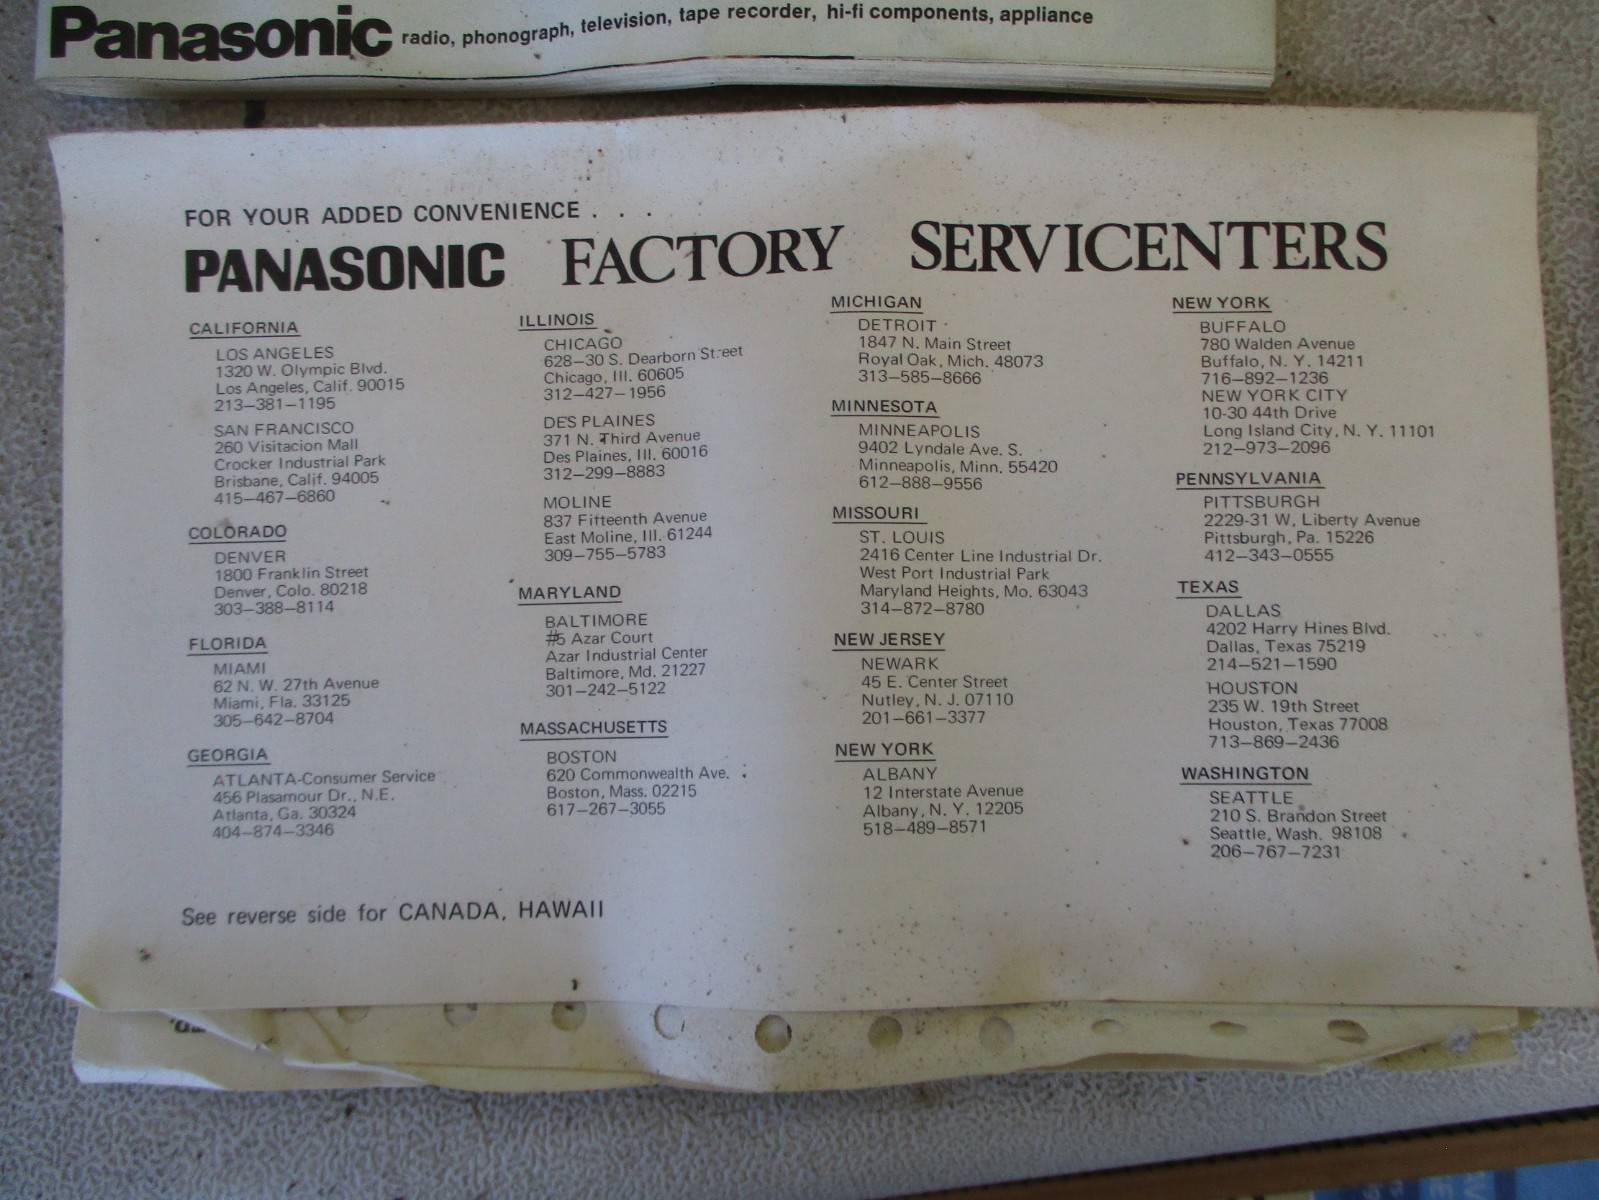 Panasonic radio, phonograph, television, tape recorder, hi-fi components, appliance
FOR YOUR ADDED CONVENIENCE . . .
PANASONIC FACTORY SERVICENTERS
CALIFORNIA
LOS ANGELES
1320 W. Olympic Blvd.
Los Angeles, Calif. 90015
213–381–1195
SAN FRANCISCO
260 Visitacion Mall
Crocker Industrial Park
Brisbane, Calif. 94005
415–467–6860
COLORADO
DENVER
1800 Franklin Street
Denver, Colo. 80218
303–388–8114
FLORIDA
MIAMI
62 N. W. 27th Avenue
Miami, Fla. 33125
305–642–8704
GEORGIA
ATLANTA-Consumer Service
456 Plasamour Dr., N.E.
Atlanta, Ga. 30324
404–874–3346
ILLINOIS
CHICAGO
628–30 S. Dearborn Street
Chicago, Ill. 60605
312–427–1956
DES PLAINES
371 N. Third Avenue
Des Plaines, Ill. 60016
312–299–8883
MOLINE
837 Fifteenth Avenue
East Moline, Ill. 61244
309–755–5783
MARYLAND
BALTIMORE
#5 Azar Court
Azar Industrial Center
Baltimore, Md. 21227
301–242–5122
MASSACHUSETTS
BOSTON
620 Commonwealth Ave.
Boston, Mass. 02215
617–267–3055
MICHIGAN
DETROIT
1847 N. Main Street
Royal Oak, Mich. 48073
313–585–8666
MINNESOTA
MINNEAPOLIS
9402 Lyndale Ave. S.
Minneapolis, Minn. 55420
612–888–9556
MISSOURI
ST. LOUIS
2416 Center Line Industrial Dr.
West Port Industrial Park
Maryland Heights, Mo. 63043
314–872–8780
NEW JERSEY
NEWARK
45 E. Center Street
Nutley, N. J. 07110
201–661–3377
NEW YORK
ALBANY
12 Interstate Avenue
Albany, N. Y. 12205
518–489–8571
NEW YORK
BUFFALO
780 Walden Avenue
Buffalo, N. Y. 14211
716–892–1236
NEW YORK CITY
10-30 44th Drive
Long Island City, N. Y. 11101
212–973–2096
PENNSYLVANIA
PITTSBURGH
2229-31 W, Liberty Avenue
Pittsburgh, Pa. 15226
412–343–0555
TEXAS
DALLAS
4202 Harry Hines Blvd.
Dallas, Texas 75219
214–521–1590
HOUSTON
235 W. 19th Street
Houston, Texas 77008
713–869–2436
WASHINGTON
SEATTLE
210 S. Brandon Street
Seattle, Wash. 98108
206–767–7231
See reverse side for CANADA, HAWAII